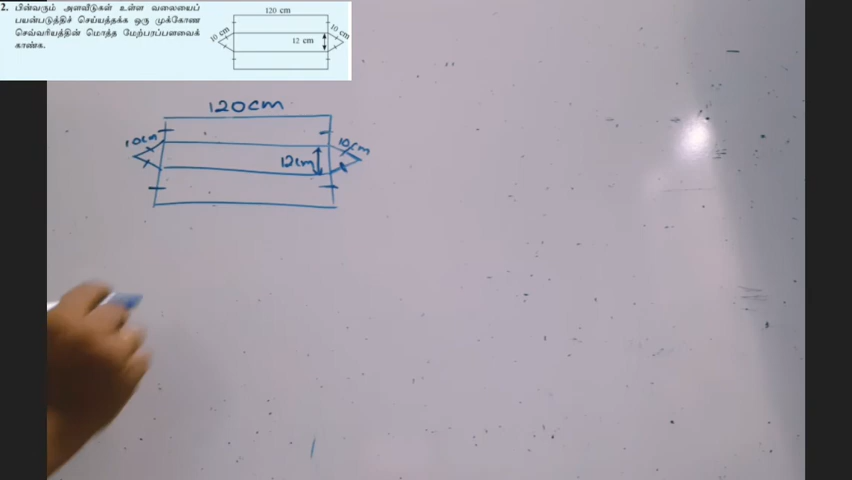 2. பின்வரும் அளவீடுகள் உள்ள வலையைப்
பயன்படுத்திச் செய்யத்தக்க ஒரு முக்கோண
செவ்வரியத்தின் மொத்த மேற்பரப்பளவைக்
காண்க.
120 cm
10 cm
10 cm
12 cm
120cm
10cm
10cm
12cm